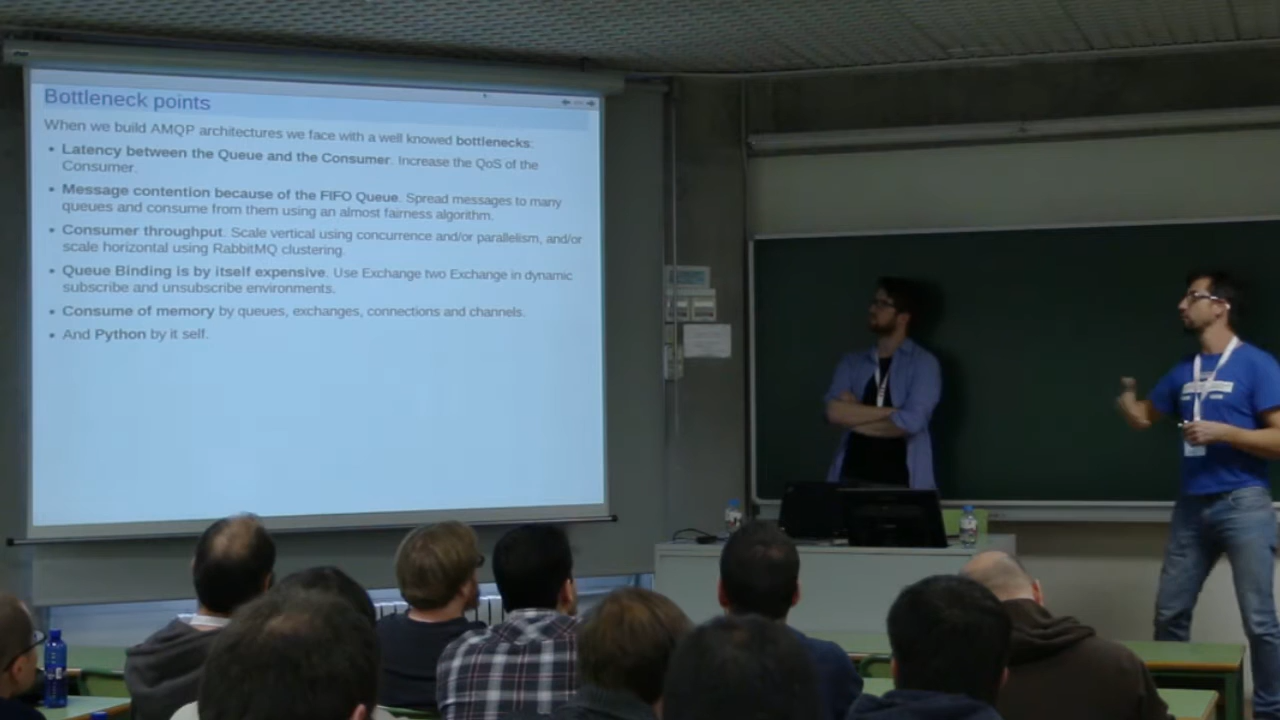 Bottleneck points
When we build AMQP architectures we face with a well knowed bottlenecks:
• Latency between the Queue and the Consumer. Increase the QoS of the
Consumer.
• Message contention because of the FIFO Queue. Spread messages to many
queues and consume from them using an almost fairness algorithm.
• Consumer throughput. Scale vertical using concurrence and/or parallelism, and/or
scale horizontal using RabbitMQ clustering.
• Queue Binding is by itself expensive. Use Exchange two Exchange in dynamic
subscribe and unsubscribe environments.
• Consume of memory by queues, exchanges, connections and channels.
• And Python by it self.